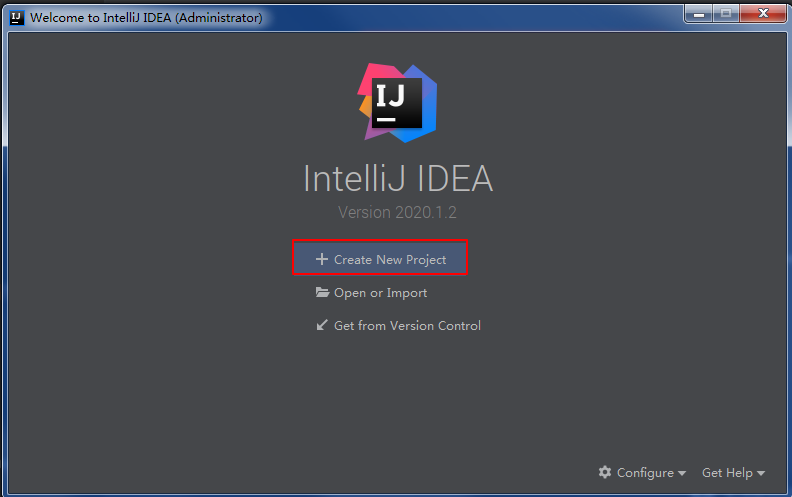 Welcome to IntelliJ IDEA (Administrator)
IJ
IntelliJ IDEA
Version 2020.1.2
Create New Project
Open or Import
Get from Version Control
Configure
Get Help